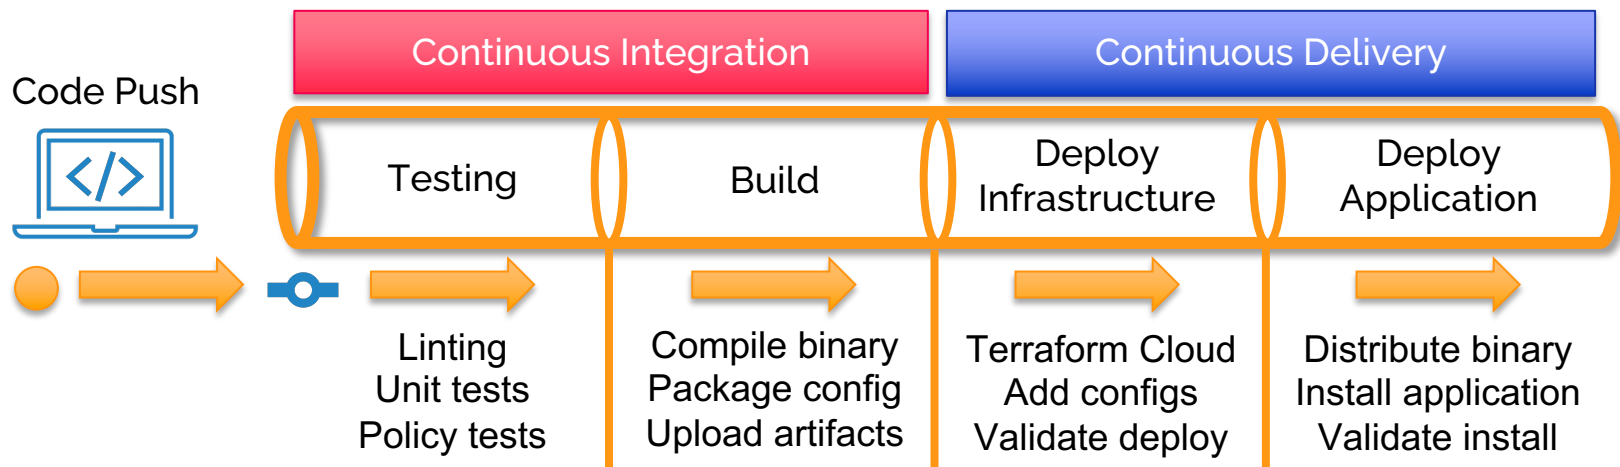 Continuous Integration
Continuous Delivery
Code Push
</>
Testing
Build
Deploy
Infrastructure
Deploy
Application
Linting
Unit tests
Policy tests
Compile binary
Package config
Upload artifacts
Terraform Cloud
Add configs
Validate deploy
Distribute binary
Install application
Validate install